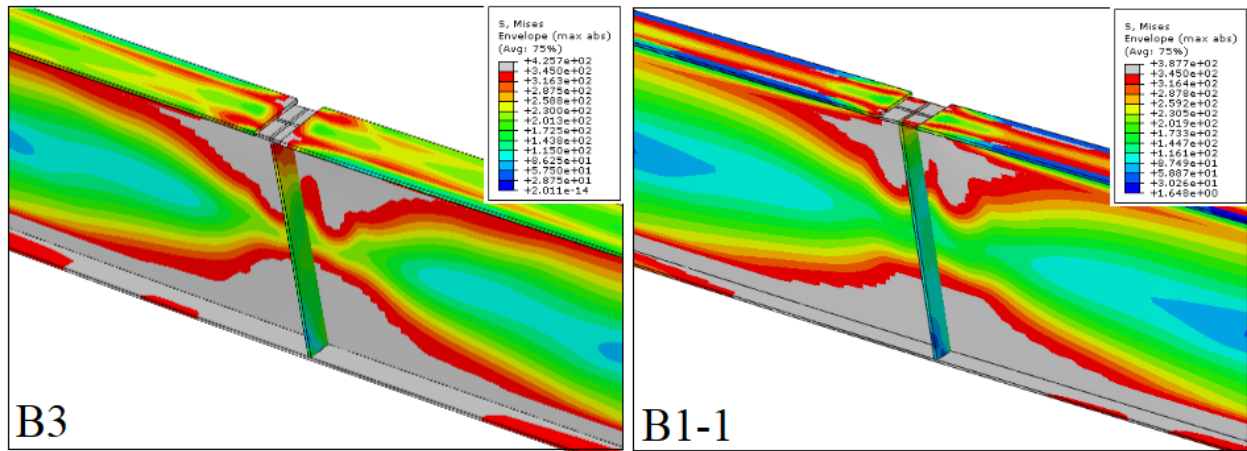 S, Mises
Envelope (max abs)
(Avg: 75%)
+4.257e+02
+3.450e+02
+3.163e+02
+2.875e+02
+2.588e+02
+2.300e+02
+2.013e+02
+1.725e+02
+1.438e+02
+1.150e+02
+8.625e+01
+5.750e+01
+2.875e+01
+2.011e-14
B3
S, Mises
Envelope (max abs)
(Avg: 75%)
+3.877e+02
+3.450e+02
+3.164e+02
+2.878e+02
+2.592e+02
+2.305e+02
+2.019e+02
+1.733e+02
+1.447e+02
+1.161e+02
+8.749e+01
+5.887e+01
+3.026e+01
+1.648e+00
B1-1